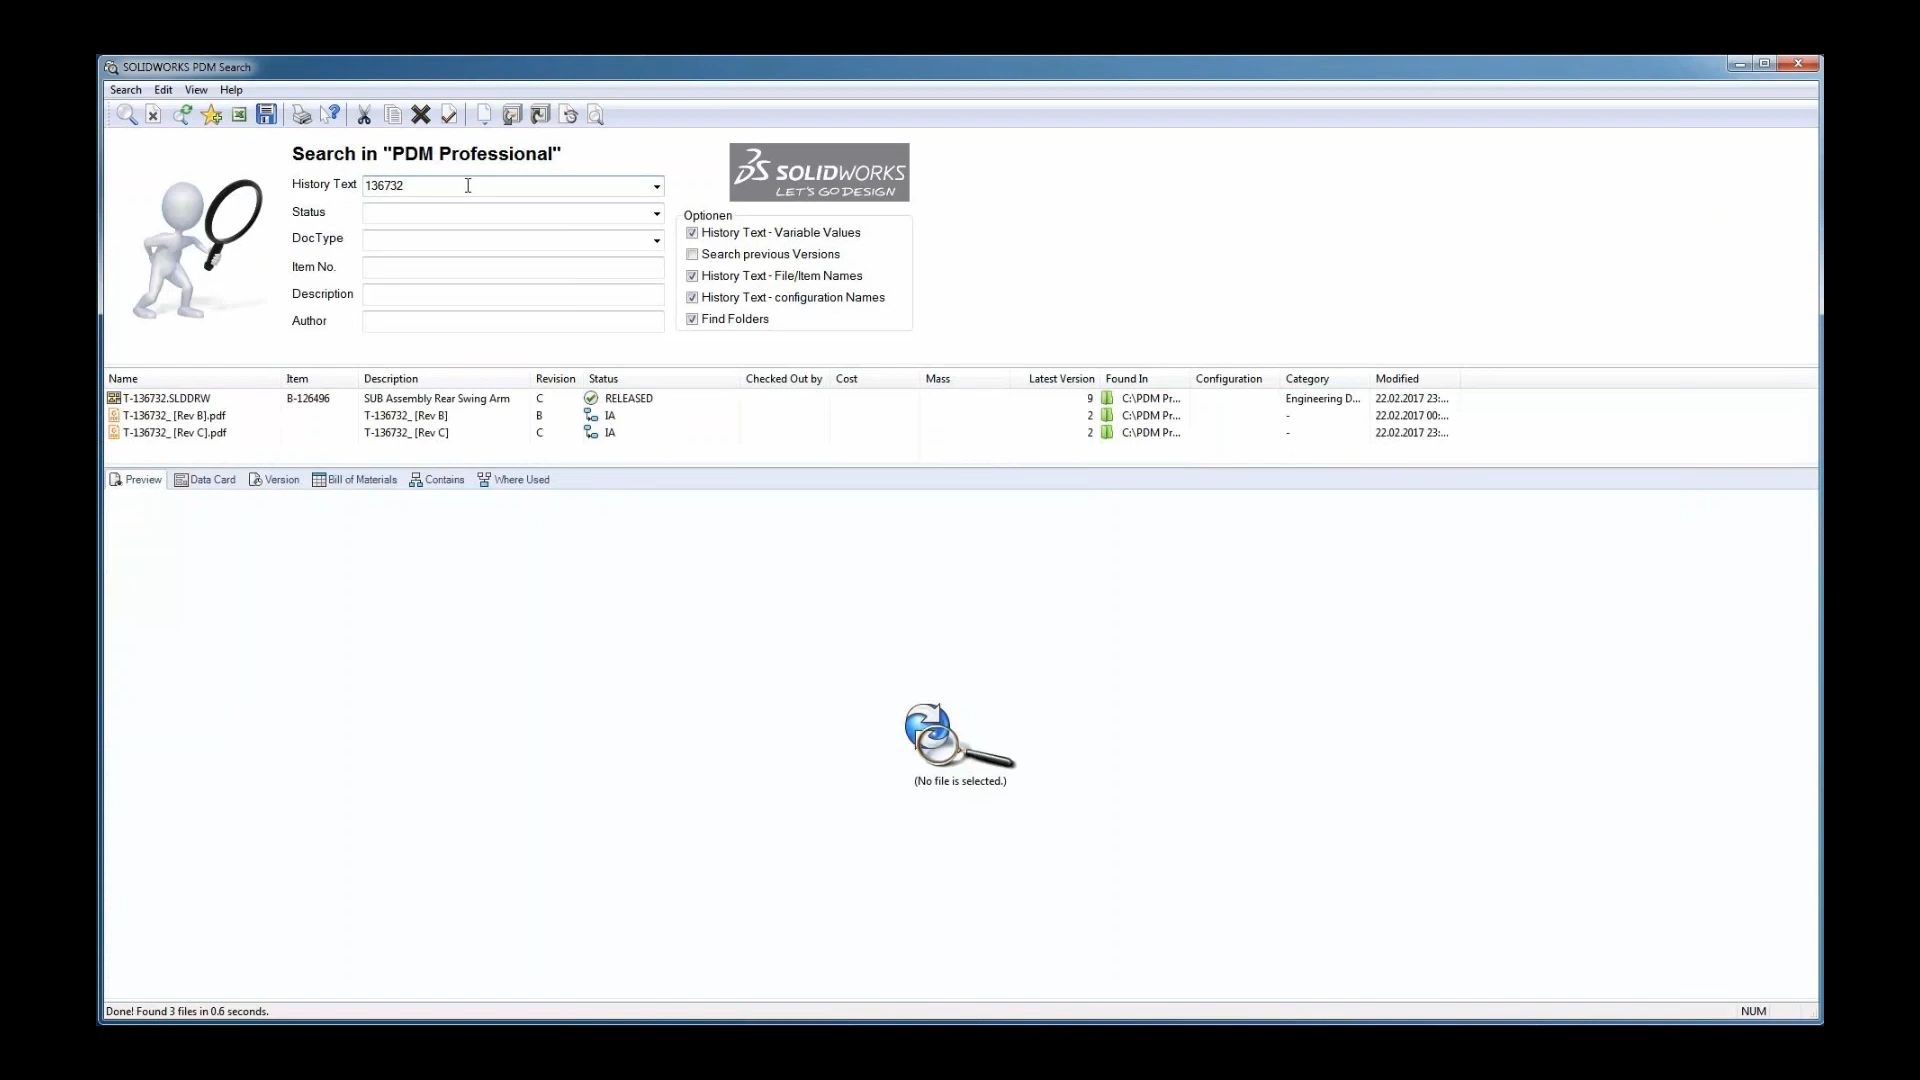 SOLIDWORKS PDM Search
Search Edit View Help
Search in "PDM Professional"
SOLIDWORKS
LET'S GO DESIGN
History Text 136732
Status
DocType
Item No.
Description
Author
Optionen
History Text - Variable Values
Search previous Versions
History Text - File/Item Names
History Text - configuration Names
Find Folders
Name Item Description Revision Status Checked Out by Cost Mass Latest Version Found In Configuration Category Modified
T-136732.SLDDRW B-126496 SUB Assembly Rear Swing Arm C RELEASED 9 C:\PDM Pr... Engineering D... 22.02.2017 23:...
T-136732_ [Rev B].pdf T-136732_ [Rev B] B IA 2 C:\PDM Pr... - 22.02.2017 00:...
T-136732_ [Rev C].pdf T-136732_ [Rev C] C IA 2 C:\PDM Pr... - 22.02.2017 23:...
Preview Data Card Version Bill of Materials Contains Where Used
(No file is selected.)
Done! Found 3 files in 0.6 seconds. NUM